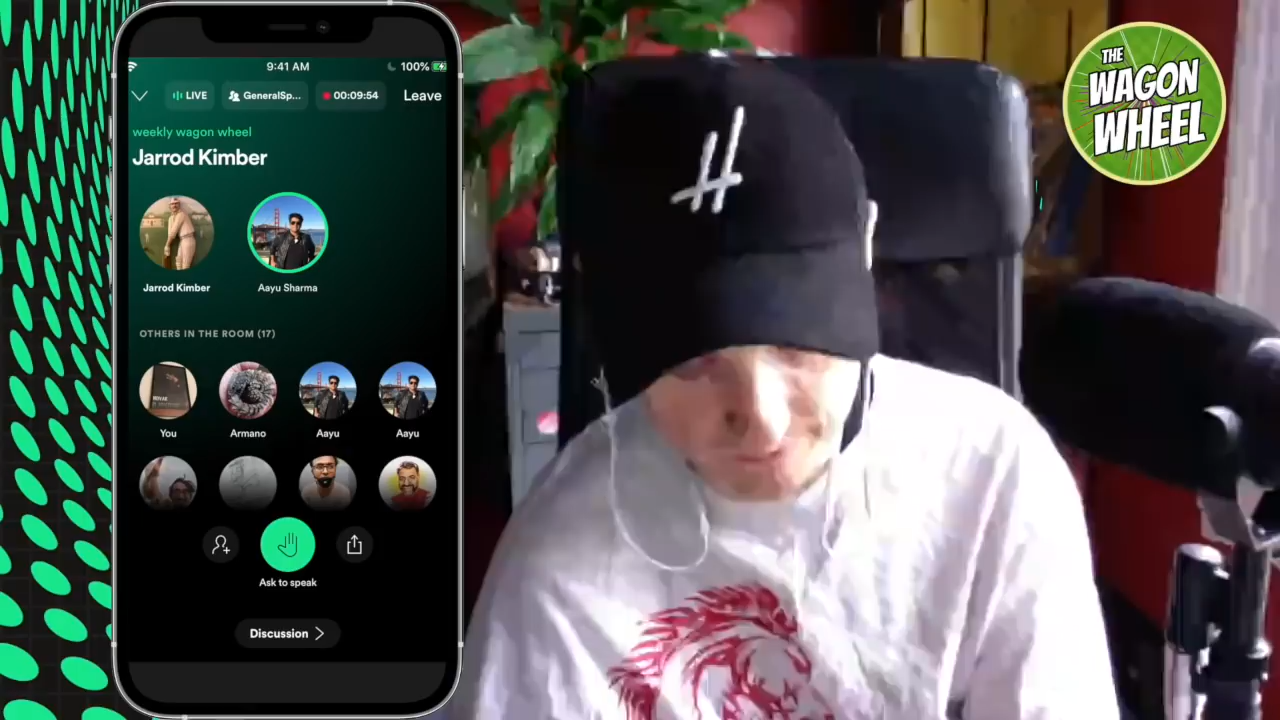 9:41 AM
100%
LIVE
GeneralSp...
00:09:54
Leave
weekly wagon wheel
Jarrod Kimber
Jarrod Kimber
Aayu Sharma
OTHERS IN THE ROOM (17)
You
Armano
Aayu
Aayu
Ask to speak
Discussion
THE
WAGON
WHEEL